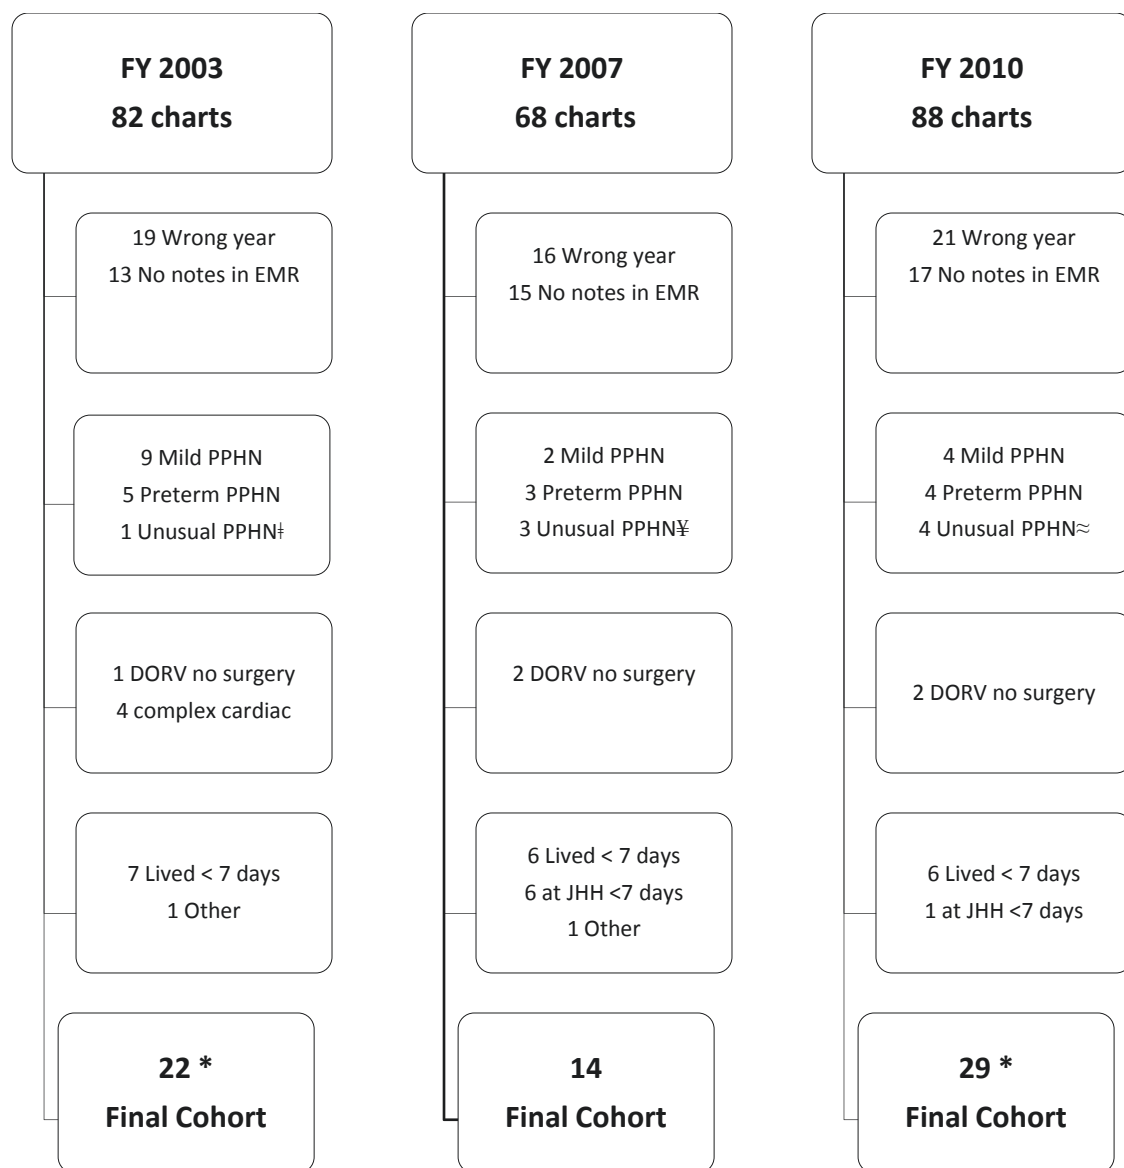 FY 2003
82 charts
19 Wrong year
13 No notes in EMR
9 Mild PPHN
5 Preterm PPHN
1 Unusual PPHNǂ
1 DORV no surgery
4 complex cardiac
7 Lived < 7 days
1 Other
22 *
Final Cohort
FY 2007
68 charts
16 Wrong year
15 No notes in EMR
2 Mild PPHN
3 Preterm PPHN
3 Unusual PPHN¥
2 DORV no surgery
6 Lived < 7 days
6 at JHH <7 days
1 Other
14
Final Cohort
FY 2010
88 charts
21 Wrong year
17 No notes in EMR
4 Mild PPHN
4 Preterm PPHN
4 Unusual PPHN≈
2 DORV no surgery
6 Lived < 7 days
1 at JHH <7 days
29 *
Final Cohort